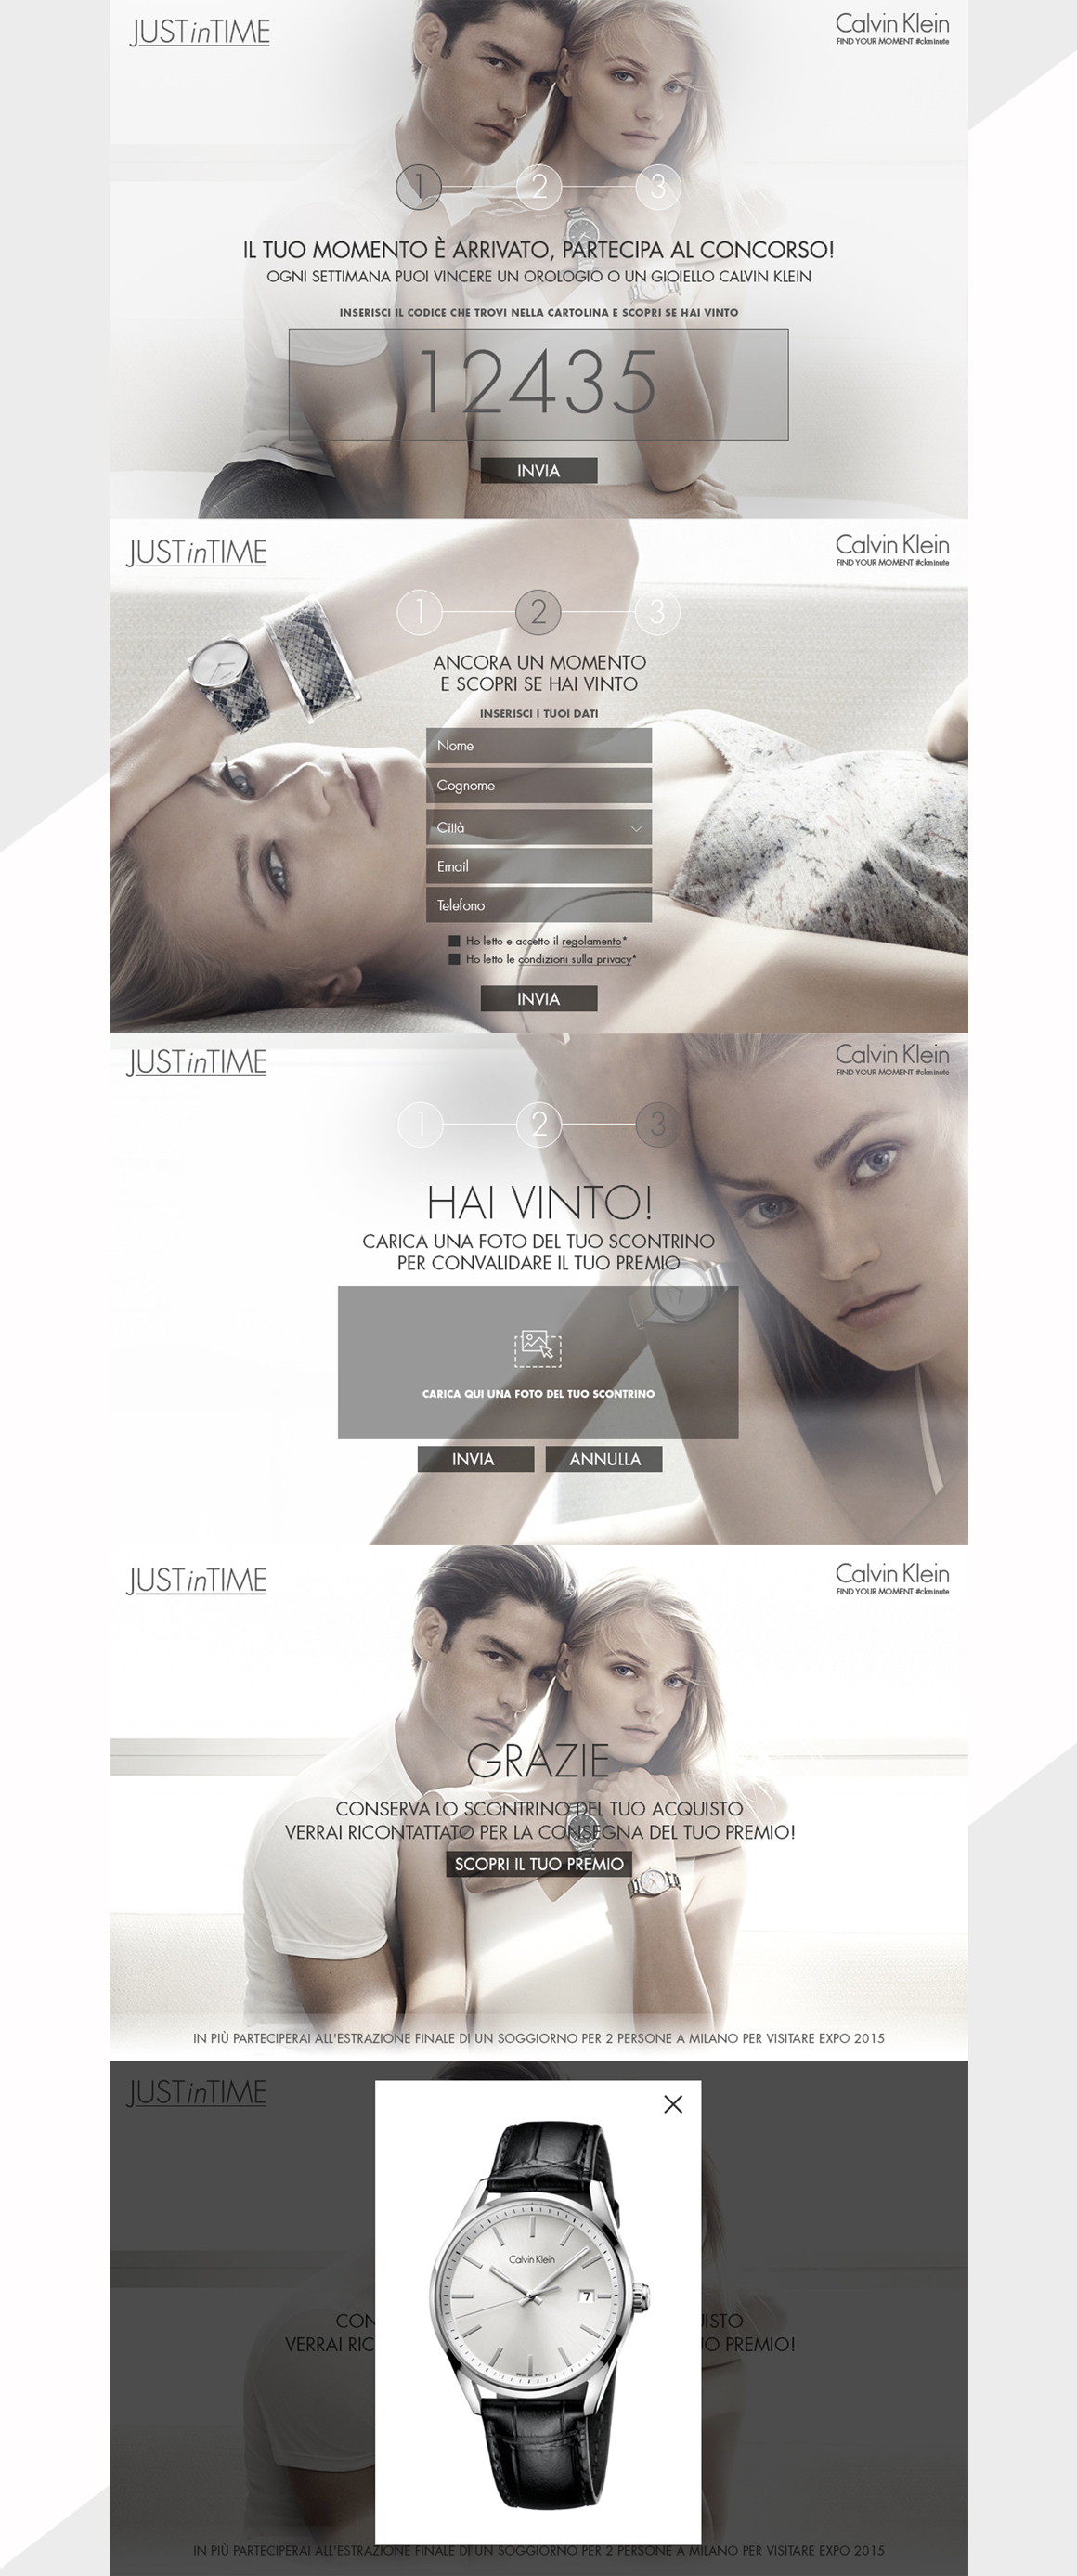 JUSTinTIME
Calvin Klein
FIND YOUR MOMENT #ckminute
1 2 3
IL TUO MOMENTO È ARRIVATO, PARTECIPA AL CONCORSO!
OGNI SETTIMANA PUOI VINCERE UN OROLOGIO O UN GIOIELLO CALVIN KLEIN
INSERISCI IL CODICE CHE TROVI NELLA CARTOLINA E SCOPRI SE HAI VINTO
12435
INVIA
JUSTinTIME
Calvin Klein
FIND YOUR MOMENT #ckminute
1 2 3
ANCORA UN MOMENTO
E SCOPRI SE HAI VINTO
INSERISCI I TUOI DATI
Nome
Cognome
Città
Email
Telefono
Ho letto e accetto il regolamento*
Ho letto le condizioni sulla privacy*
INVIA
JUSTinTIME
Calvin Klein
FIND YOUR MOMENT #ckminute
1 2 3
HAI VINTO!
CARICA UNA FOTO DEL TUO SCONTRINO
PER CONVALIDARE IL TUO PREMIO
CARICA QUI UNA FOTO DEL TUO SCONTRINO
INVIA ANNULLA
JUSTinTIME
Calvin Klein
FIND YOUR MOMENT #ckminute
GRAZIE
CONSERVA LO SCONTRINO DEL TUO ACQUISTO
VERRAI RICONTATTATO PER LA CONSEGNA DEL TUO PREMIO!
SCOPRI IL TUO PREMIO
IN PIÙ PARTECIPERAI ALL'ESTRAZIONE FINALE DI UN SOGGIORNO PER 2 PERSONE A MILANO PER VISITARE EXPO 2015
JUSTinTIME
Calvin Klein
7
CON ISTO
VERRAI RIC O PREMIO!
IN PIÙ PARTECIPERAI ALL'ESTRAZIONE FINALE DI UN SOGGIORNO PER 2 PERSONE A MILANO PER VISITARE EXPO 2015